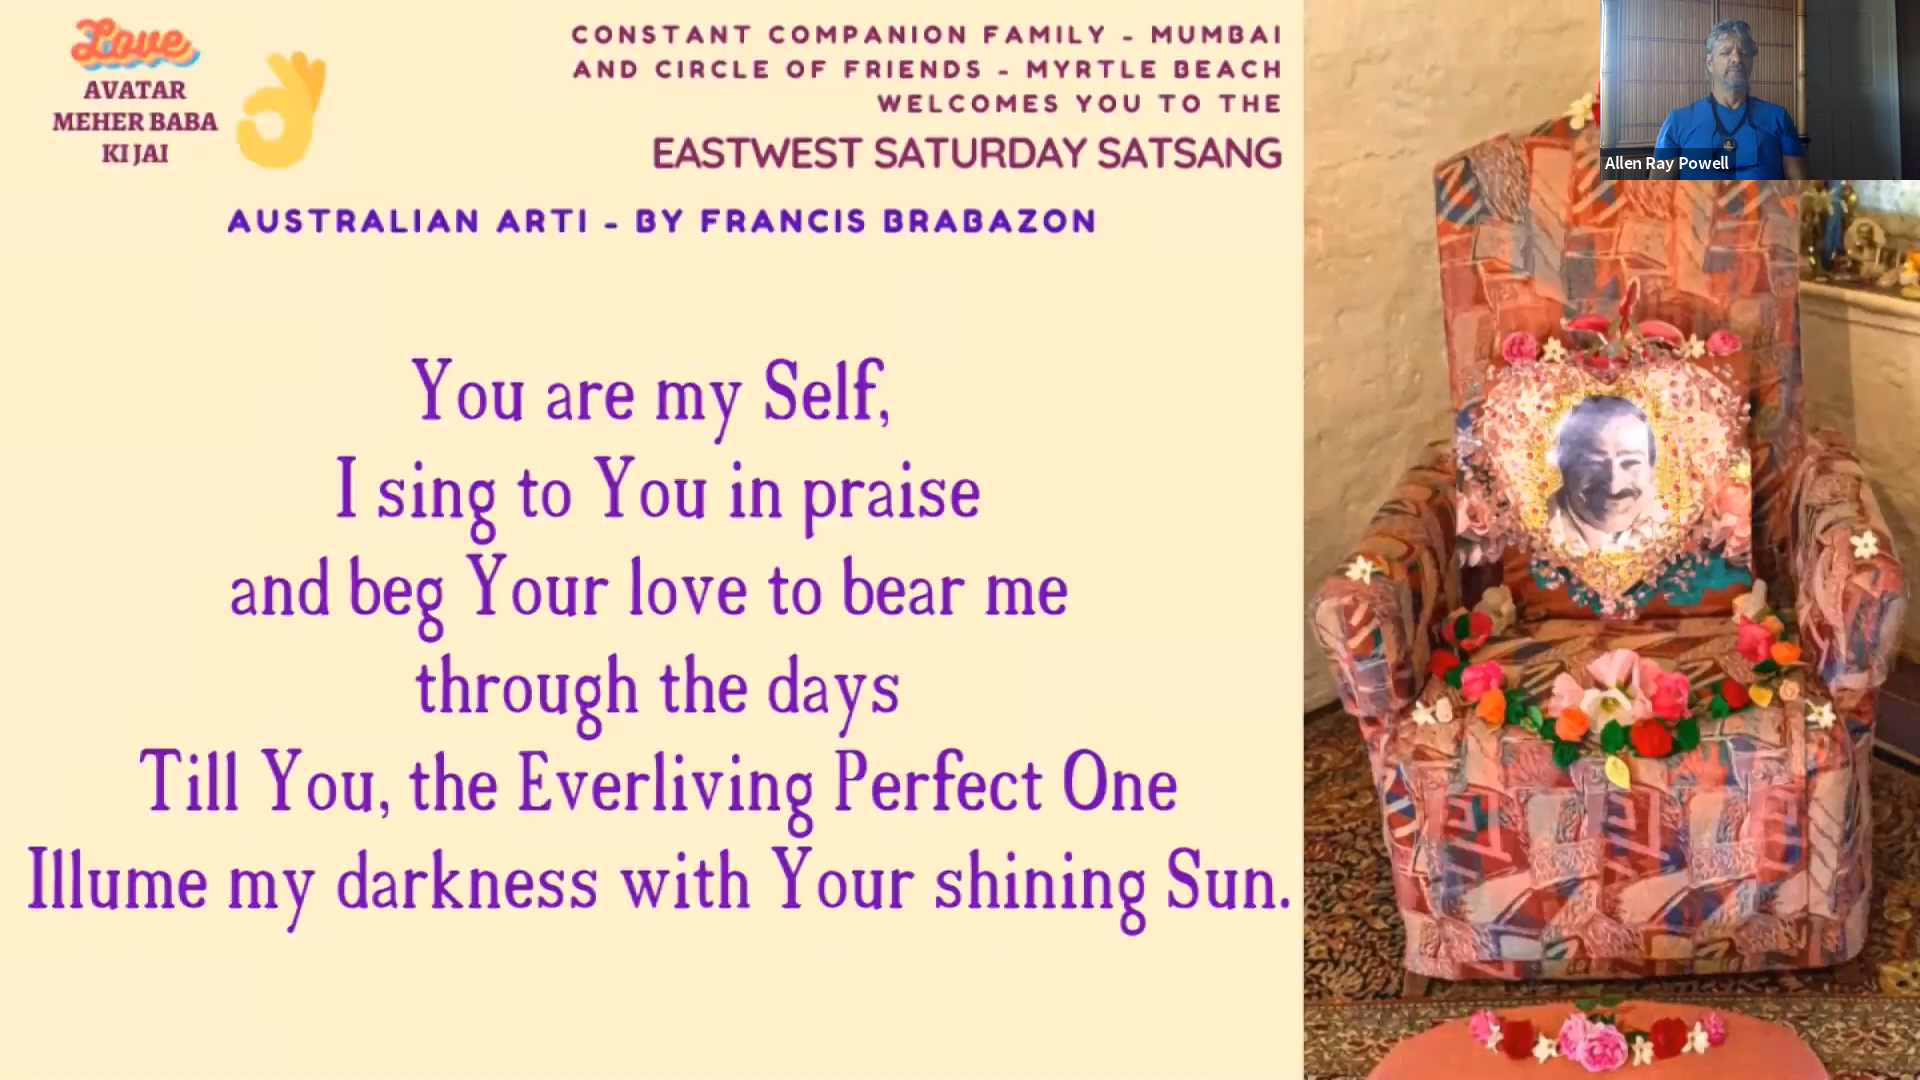 Love
AVATAR
MEHER BABA
KI JAI
CONSTANT COMPANION FAMILY - MUMBAI
AND CIRCLE OF FRIENDS - MYRTLE BEACH
WELCOMES YOU TO THE
EASTWEST SATURDAY SATSANG
Allen Ray Powell
AUSTRALIAN ARTI - BY FRANCIS BRABAZON
You are my Self,
I sing to You in praise
and beg Your love to bear me
through the days
Till You, the Everliving Perfect One
Illume my darkness with Your shining Sun.